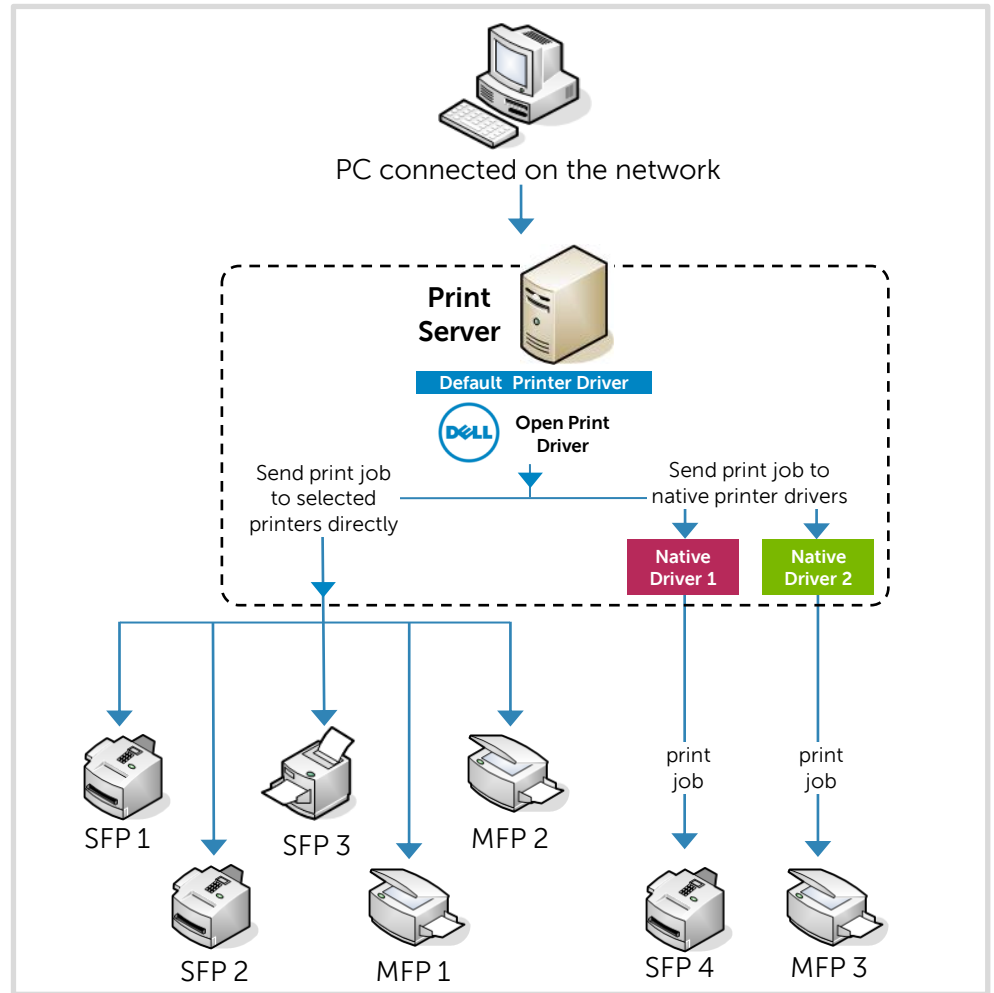 PC connected on the network
Print
Server
Default Printer Driver
DELL
Open Print
Driver
Send print job
to selected
printers directly
Send print job to
native printer drivers
Native
Driver 1
Native
Driver 2
print
job
print
job
SFP 1
SFP 3
MFP 2
SFP 2
MFP 1
SFP 4
MFP 3